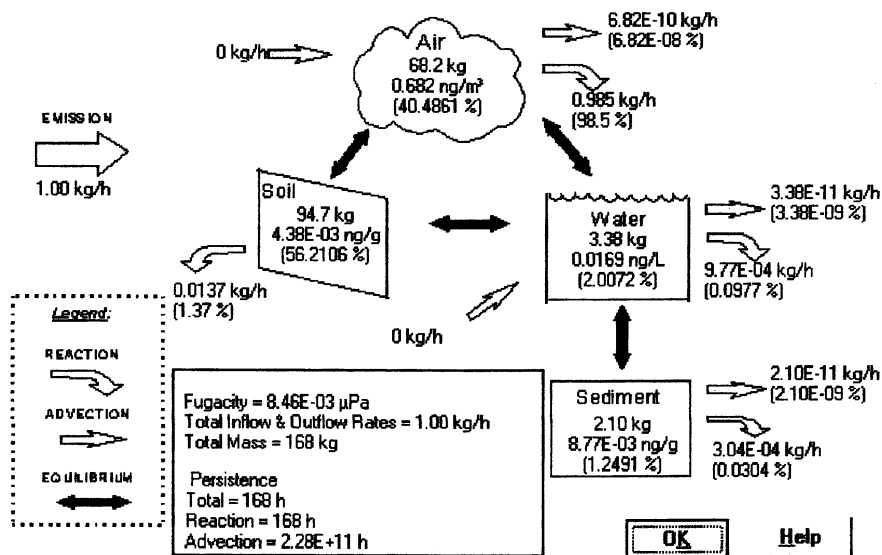 6.82E-10 kg/h
(6.82E-08 %)
0 kg/h
Air
68.2 kg
0.682 ng/m³
(40.4861 %)
0.985 kg/h
(98.5 %)
EMISSION
1.00 kg/h
Soil
94.7 kg
4.38E-03 ng/g
(56.2106 %)
0.0137 kg/h
(1.37 %)
Water
3.38 kg
0.0169 ng/L
(2.0072 %)
3.38E-11 kg/h
(3.38E-09 %)
9.77E-04 kg/h
(0.0977 %)
0 kg/h
Legend:
REACTION
ADVECTION
EQUILIBRIUM
Fugacity = 8.46E-03 µPa
Total Inflow & Outflow Rates = 1.00 kg/h
Total Mass = 168 kg
Persistence
Total = 168 h
Reaction = 168 h
Advection = 2.28E+11 h
Sediment
2.10 kg
8.77E-03 ng/g
(1.2491 %)
2.10E-11 kg/h
(2.10E-09 %)
3.04E-04 kg/h
(0.0304 %)
OK
Help